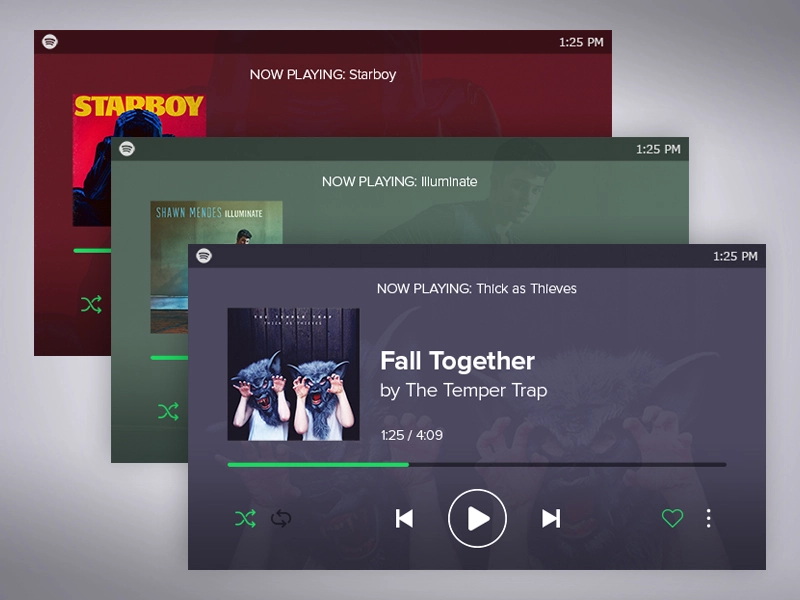 1:25 PM
NOW PLAYING: Starboy
STARBOY
1:25 PM
NOW PLAYING: Illuminate
SHAWN MENDES ILLUMINATE
1:25 PM
NOW PLAYING: Thick as Thieves
THE TEMPER TRAP
THICK AS THIEVES
Fall Together
by The Temper Trap
1:25 / 4:09